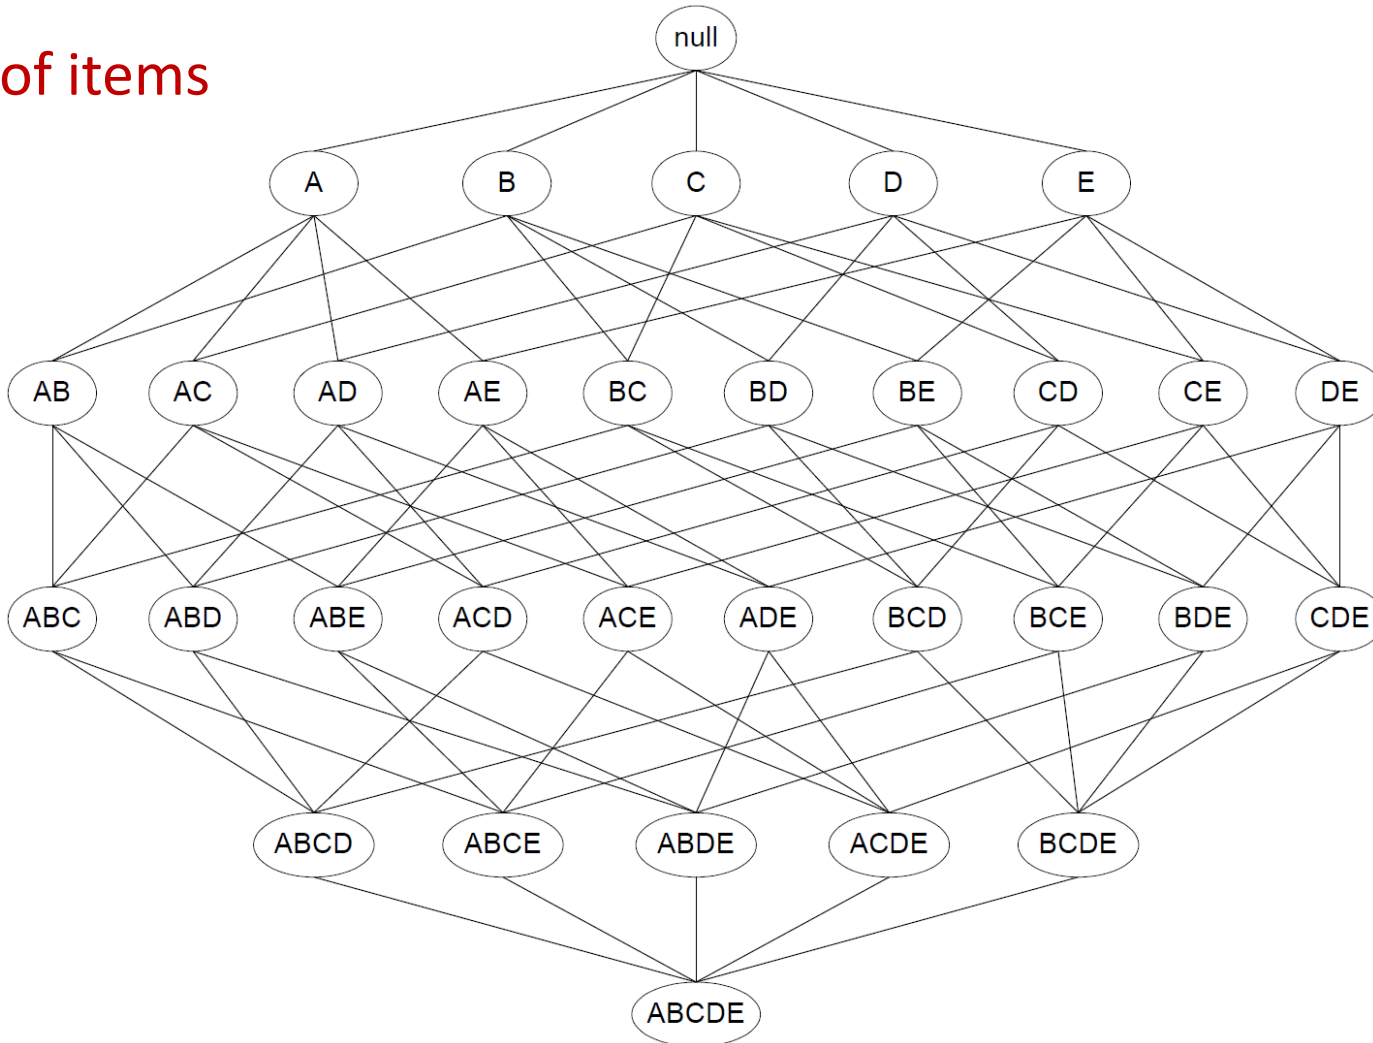 null
of items
A B C D E
AB AC AD AE BC BD BE CD CE DE
ABC ABD ABE ACD ACE ADE BCD BCE BDE CDE
ABCD ABCE ABDE ACDE BCDE
ABCDE